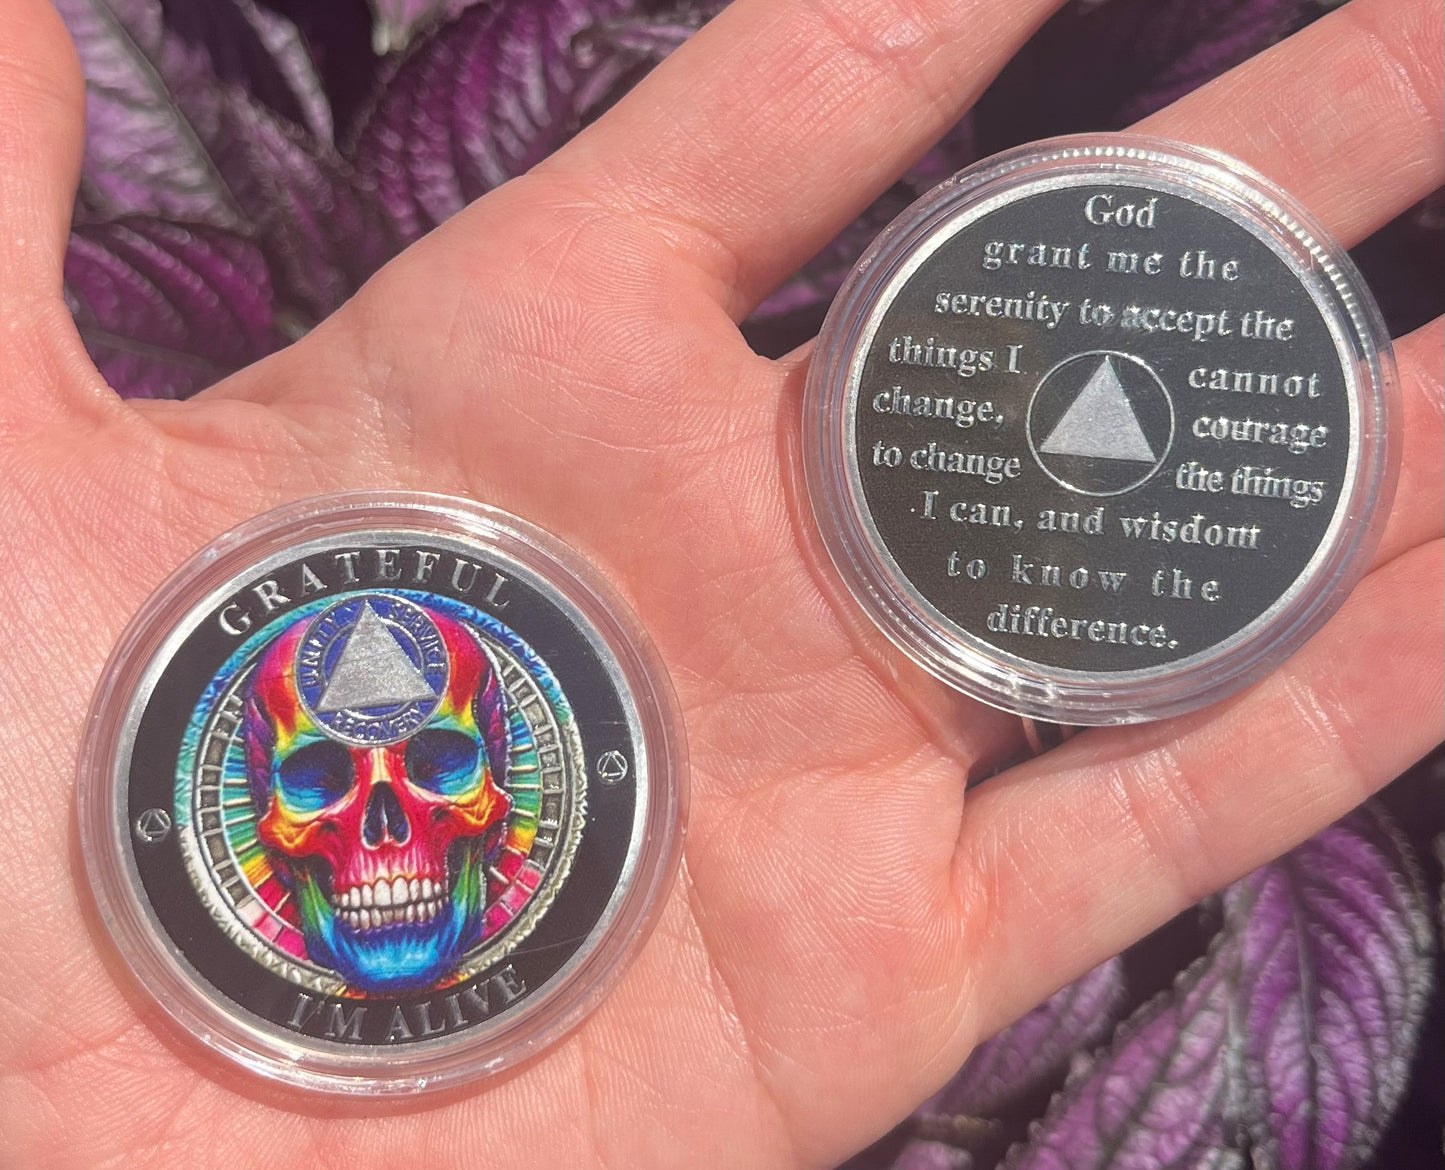 GRATEFUL
UNITY SERVICE
RECOVERY
I'M ALIVE
God
grant me the
serenity to accept the
things I cannot
change, courage
to change the things
I can, and wisdom
to know the
difference.